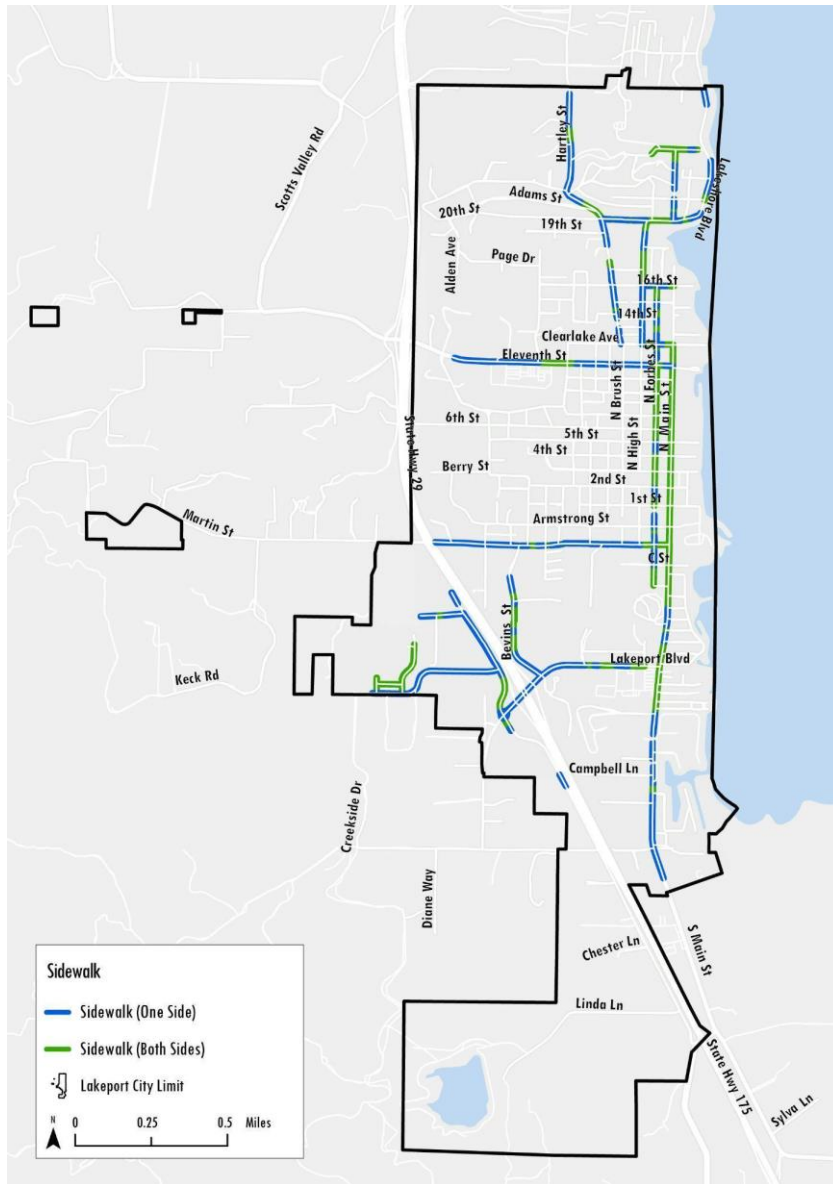 Scotts Valley Rd
Hartley St
Lakeshore Blvd
Adams St
20th St
19th St
Alden Ave
Page Dr
16th St
14th St
Clearlake Ave
Eleventh St
N Brush St
N Forbes St
N High St
N Main St
State Hwy 29
6th St
5th St
4th St
Berry St
2nd St
1st St
Martin St
Armstrong St
C St
Bevins St
Lakeport Blvd
Keck Rd
Campbell Ln
Creekside Dr
Diane Way
Chester Ln
S Main St
Linda Ln
State Hwy 175
Sylva Ln
Sidewalk
Sidewalk (One Side)
Sidewalk (Both Sides)
Lakeport City Limit
N
0 0.25 0.5 Miles